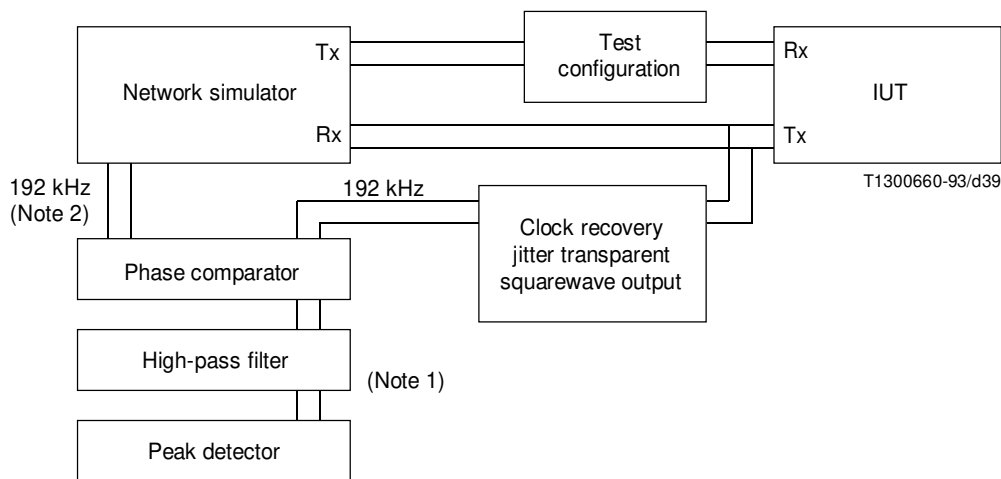 Tx
Test
configuration
Rx
Network simulator
IUT
Rx
Tx
T1300660-93/d39
192 kHz
(Note 2)
192 kHz
Clock recovery
jitter transparent
squarewave output
Phase comparator
High-pass filter
(Note 1)
Peak detector